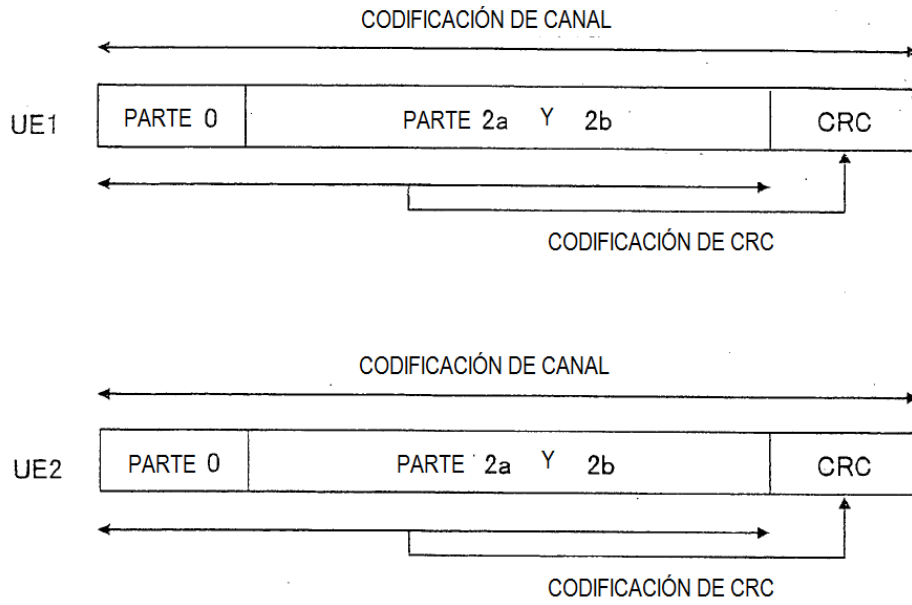 CODIFICACIÓN DE CANAL
UE1 PARTE 0 PARTE 2a Y 2b CRC
CODIFICACIÓN DE CRC
CODIFICACIÓN DE CANAL
UE2 PARTE 0 PARTE 2a Y 2b CRC
CODIFICACIÓN DE CRC